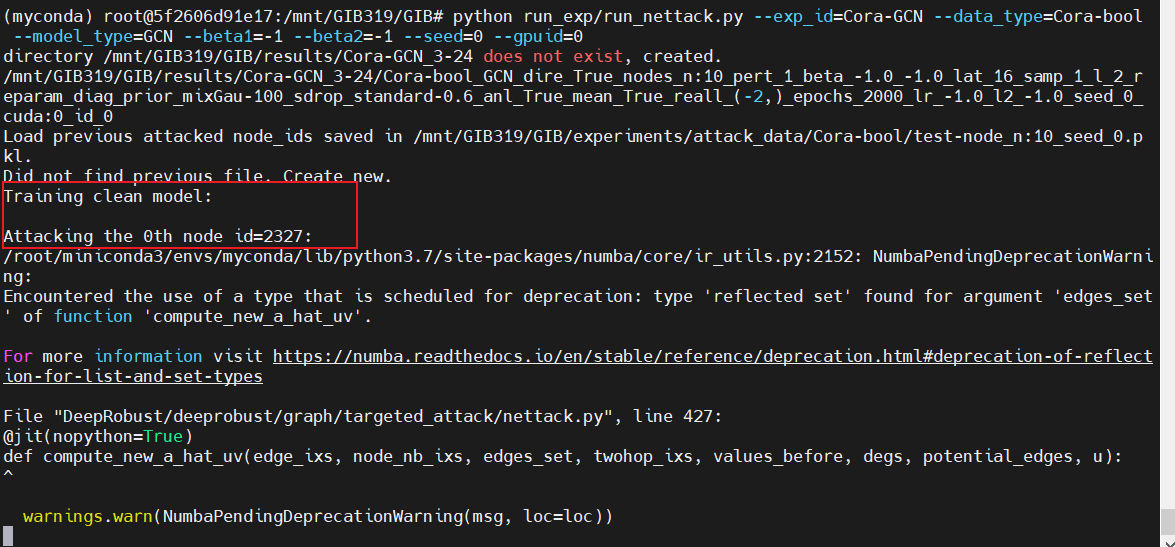 (myconda) root@5f2606d91e17:/mnt/GIB319/GIB# python run_exp/run_nettack.py --exp_id=Cora-GCN --data_type=Cora-bool
--model_type=GCN --beta1=-1 --beta2=-1 --seed=0 --gpuid=0
directory /mnt/GIB319/GIB/results/Cora-GCN_3-24 does not exist, created.
/mnt/GIB319/GIB/results/Cora-GCN_3-24/Cora-bool_GCN_dire_True_nodes_n:10_pert_1_beta_-1.0_-1.0_lat_16_samp_1_l_2_r
eparam_diag_prior_mixGau-100_sdrop_standard-0.6_anl_True_mean_True_reall_(-2,)_epochs_2000_lr_-1.0_l2_-1.0_seed_0_
cuda:0_id_0
Load previous attacked node_ids saved in /mnt/GIB319/GIB/experiments/attack_data/Cora-bool/test-node_n:10_seed_0.p
kl.
Did not find previous file. Create new.
Training clean model:
Attacking the 0th node id=2327:
/root/miniconda3/envs/myconda/lib/python3.7/site-packages/numba/core/ir_utils.py:2152: NumbaPendingDeprecationWarni
ng:
Encountered the use of a type that is scheduled for deprecation: type 'reflected set' found for argument 'edges_set
' of function 'compute_new_a_hat_uv'.
For more information visit https://numba.readthedocs.io/en/stable/reference/deprecation.html#deprecation-of-reflect
ion-for-list-and-set-types
File "DeepRobust/deeprobust/graph/targeted_attack/nettack.py", line 427:
@jit(nopython=True)
def compute_new_a_hat_uv(edge_ixs, node_nb_ixs, edges_set, twohop_ixs, values_before, degs, potential_edges, u):
^
warnings.warn(NumbaPendingDeprecationWarning(msg, loc=loc))